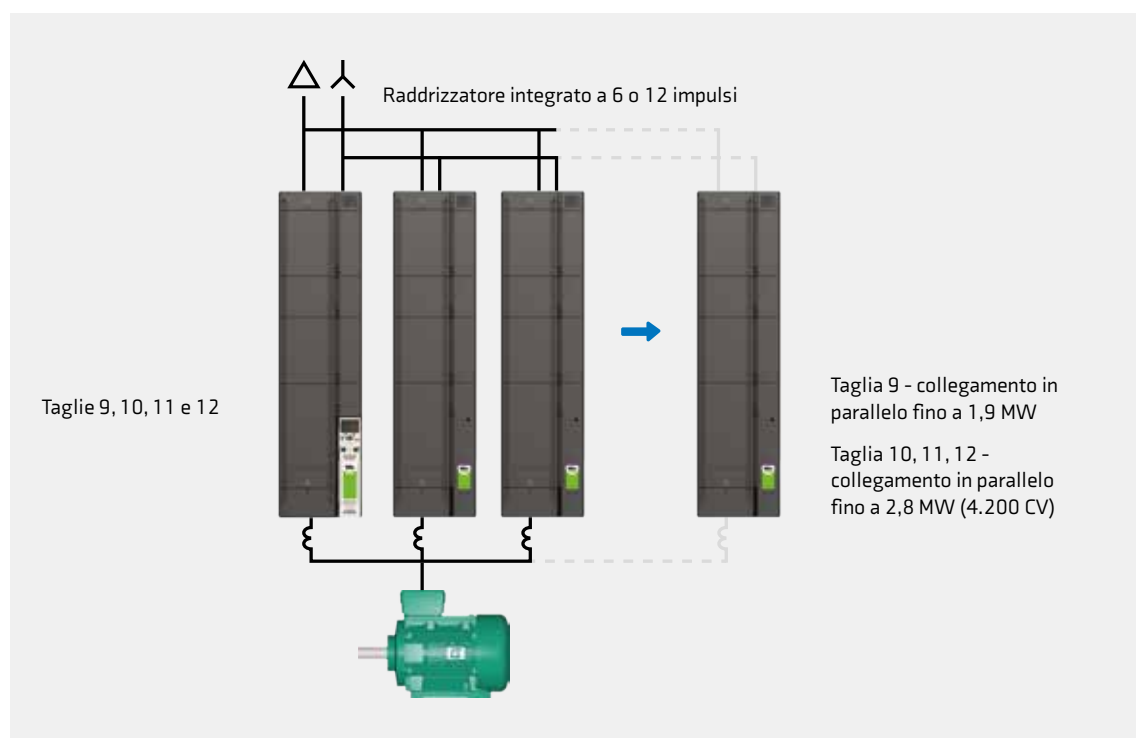 Raddrizzatore integrato a 6 o 12 impulsi
Taglie 9, 10, 11 e 12
Taglia 9 - collegamento in
parallelo fino a 1,9 MW
Taglia 10, 11, 12 -
collegamento in parallelo
fino a 2,8 MW (4.200 CV)